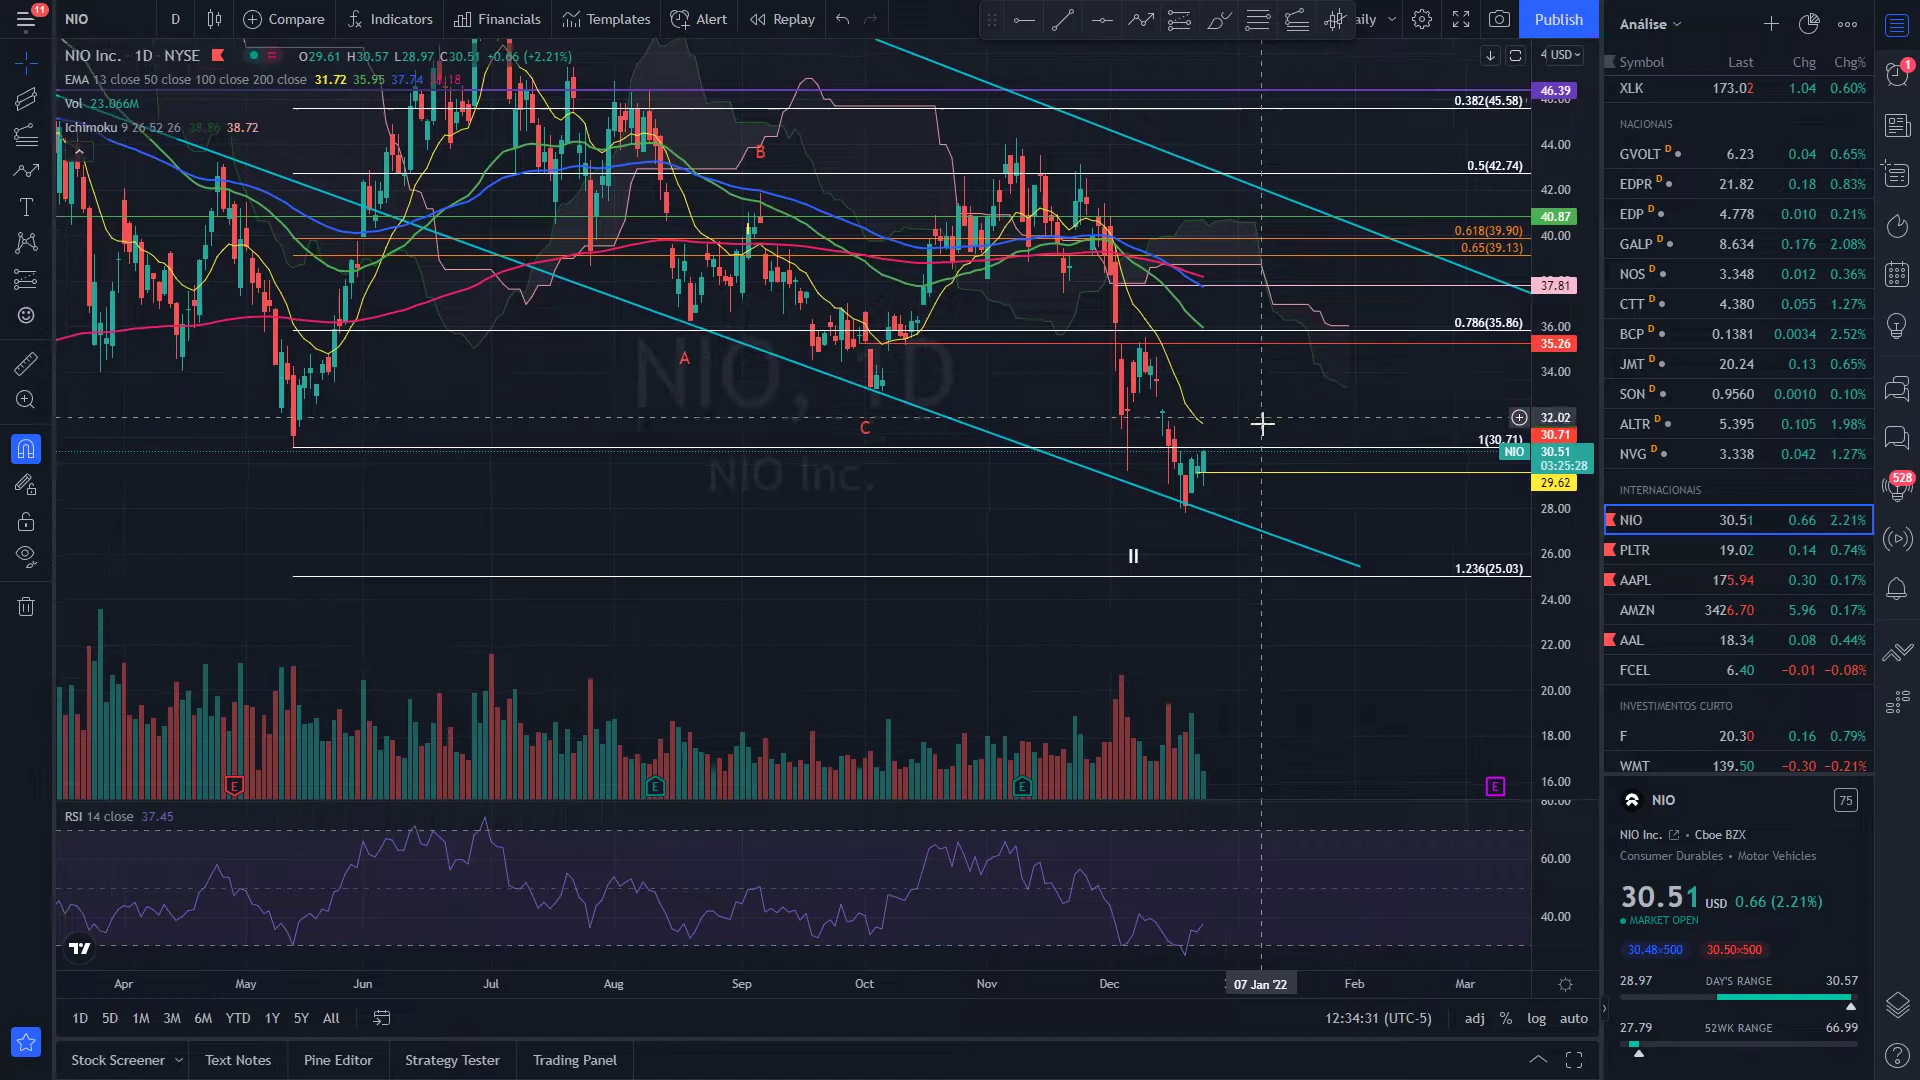 11
NIO
D
Compare
Indicators
Financials
Templates
Alert
Replay
aily
Publish
NIO Inc. · 1D · NYSE
O29.61 H30.57 L28.97 C30.51 +0.66 (+2.21%)
EMA 13 close 50 close 100 close 200 close 31.72 35.95 37.74
Vol 23.066M
Ichimoku 9 26 52 26 38.86 38.72
USD
46.39
0.382(45.58)
44.00
0.5(42.74)
42.00
40.87
0.618(39.90)
40.00
0.65(39.13)
37.81
0.786(35.86)
36.00
35.26
34.00
32.02
1(30.71)
30.71
NIO
30.51
03:25:28
29.62
28.00
26.00
1.236(25.03)
24.00
22.00
20.00
18.00
16.00
A
B
C
II
NIO, 1D
NIO Inc.
E
E
E
E
RSI 14 close 37.45
80.00
60.00
40.00
Apr
May
Jun
Jul
Aug
Sep
Oct
Nov
Dec
07 Jan '22
Feb
Mar
1D
5D
1M
3M
6M
YTD
1Y
5Y
All
12:34:31 (UTC-5)
adj
%
log
auto
Stock Screener
Text Notes
Pine Editor
Strategy Tester
Trading Panel
Análise
Symbol Last Chg Chg%
XLK 173.02 1.04 0.60%
NACIONAIS
GVOLT D 6.23 0.04 0.65%
EDPR D 21.82 0.18 0.83%
EDP D 4.778 0.010 0.21%
GALP D 8.634 0.176 2.08%
NOS D 3.348 0.012 0.36%
CTT D 4.380 0.055 1.27%
BCP D 0.1381 0.0034 2.52%
JMT D 20.24 0.13 0.65%
SON D 0.9560 0.0010 0.10%
ALTR D 5.395 0.105 1.98%
NVG D 3.338 0.042 1.27%
INTERNACIONAIS
NIO 30.51 0.66 2.21%
PLTR 19.02 0.14 0.74%
AAPL 175.94 0.30 0.17%
AMZN 3426.70 5.96 0.17%
AAL 18.34 0.08 0.44%
FCEL 6.40 −0.01 −0.08%
INVESTIMENTOS CURTO
F 20.30 0.16 0.79%
WMT 139.50 −0.30 −0.21%
NIO
75
NIO Inc. • Cboe BZX
Consumer Durables • Motor Vehicles
30.51 USD 0.66 (2.21%)
MARKET OPEN
30.48×500
30.50×500
28.97 DAY'S RANGE 30.57
27.79 52WK RANGE 66.99
1
528